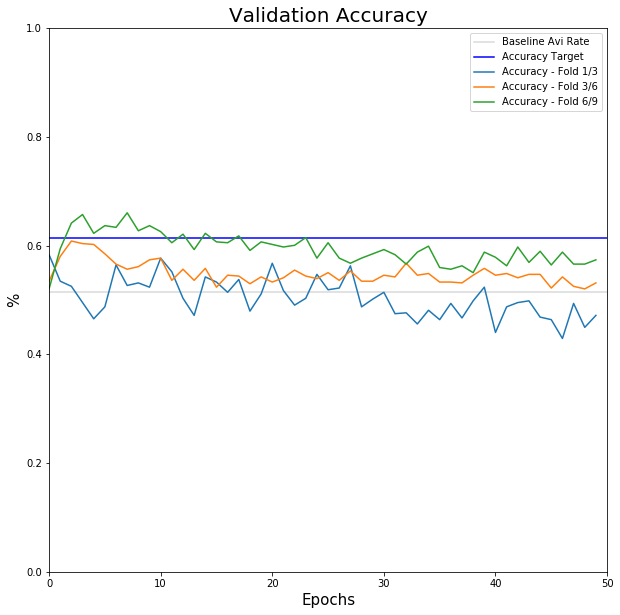 Validation Accuracy
Baseline Avi Rate
Accuracy Target
Accuracy - Fold 1/3
Accuracy - Fold 3/6
Accuracy - Fold 6/9
1.0
0.8
0.6
%
0.4
0.2
0.0
0 10 20 30 40 50
Epochs